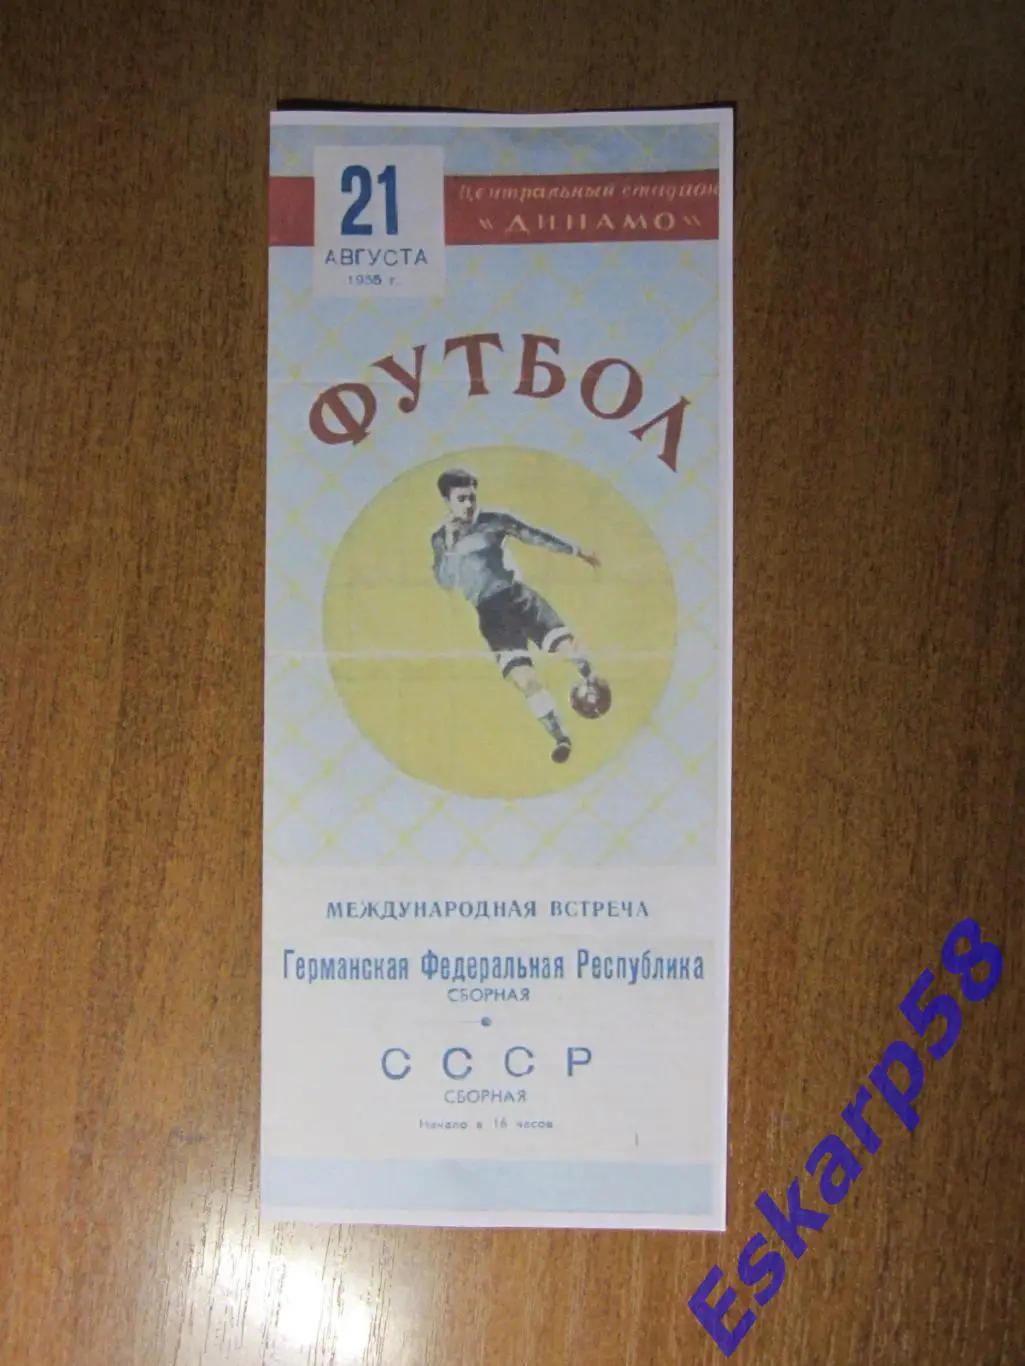 21
АВГУСТА
1955 г.
Центральный стадион
„ДИНАМО“
ФУТБОЛ
МЕЖДУНАРОДНАЯ ВСТРЕЧА
Германская Федеральная Республика
СБОРНАЯ
СССР
СБОРНАЯ
Начало в 16 часов
Eskarp58